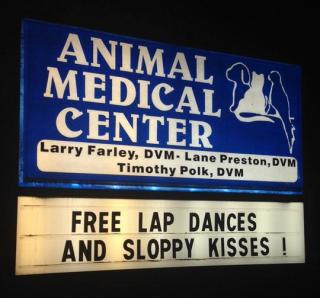 ANIMAL
MEDICAL
CENTER
Larry Farley, DVM- Lane Preston, DVM
Timothy Polk, DVM
FREE LAP DANCES
AND SLOPPY KISSES !